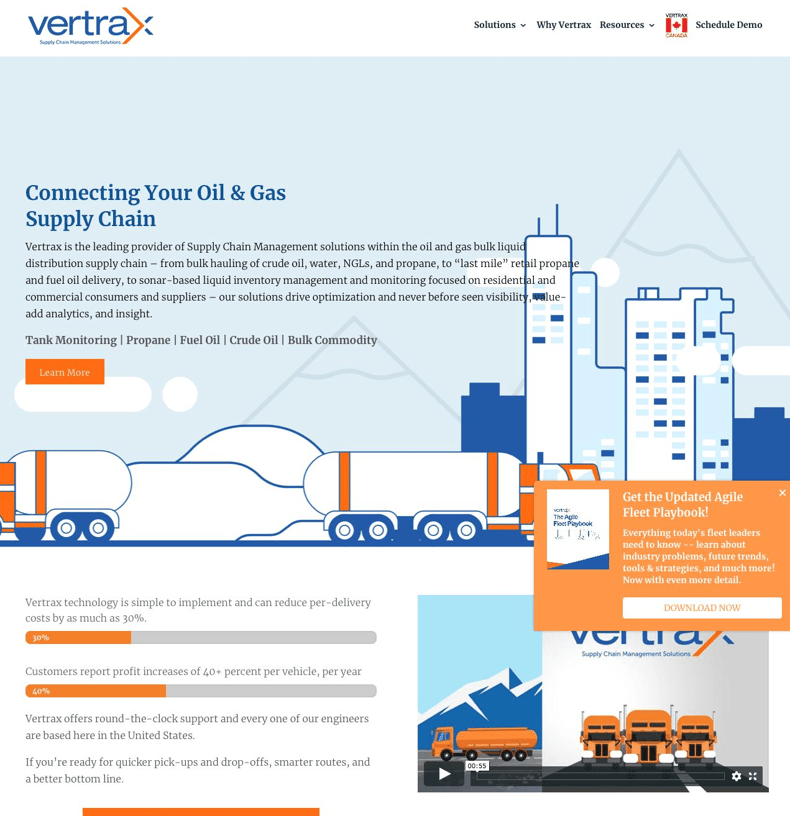 vertrax
Supply Chain Management Solutions
Solutions
Why Vertrax
Resources
VERTRAX
CANADA
Schedule Demo
Connecting Your Oil & Gas
Supply Chain
Vertrax is the leading provider of Supply Chain Management solutions within the oil and gas bulk liquid
distribution supply chain – from bulk hauling of crude oil, water, NGLs, and propane, to “last mile” retail propane
and fuel oil delivery, to sonar-based liquid inventory management and monitoring focused on residential and
commercial consumers and suppliers – our solutions drive optimization and never before seen visibility, value-
add analytics, and insight.
Tank Monitoring | Propane | Fuel Oil | Crude Oil | Bulk Commodity
Learn More
vertrax
The Agile
Fleet Playbook
Get the Updated Agile
Fleet Playbook!
Everything today's fleet leaders
need to know -- learn about
industry problems, future trends,
tools & strategies, and much more!
Now with even more detail.
DOWNLOAD NOW
Vertrax technology is simple to implement and can reduce per-delivery
costs by as much as 30%.
30%
Customers report profit increases of 40+ percent per vehicle, per year
40%
Vertrax offers round-the-clock support and every one of our engineers
are based here in the United States.
If you're ready for quicker pick-ups and drop-offs, smarter routes, and
a better bottom line.
vertrax
Supply Chain Management Solutions
00:55